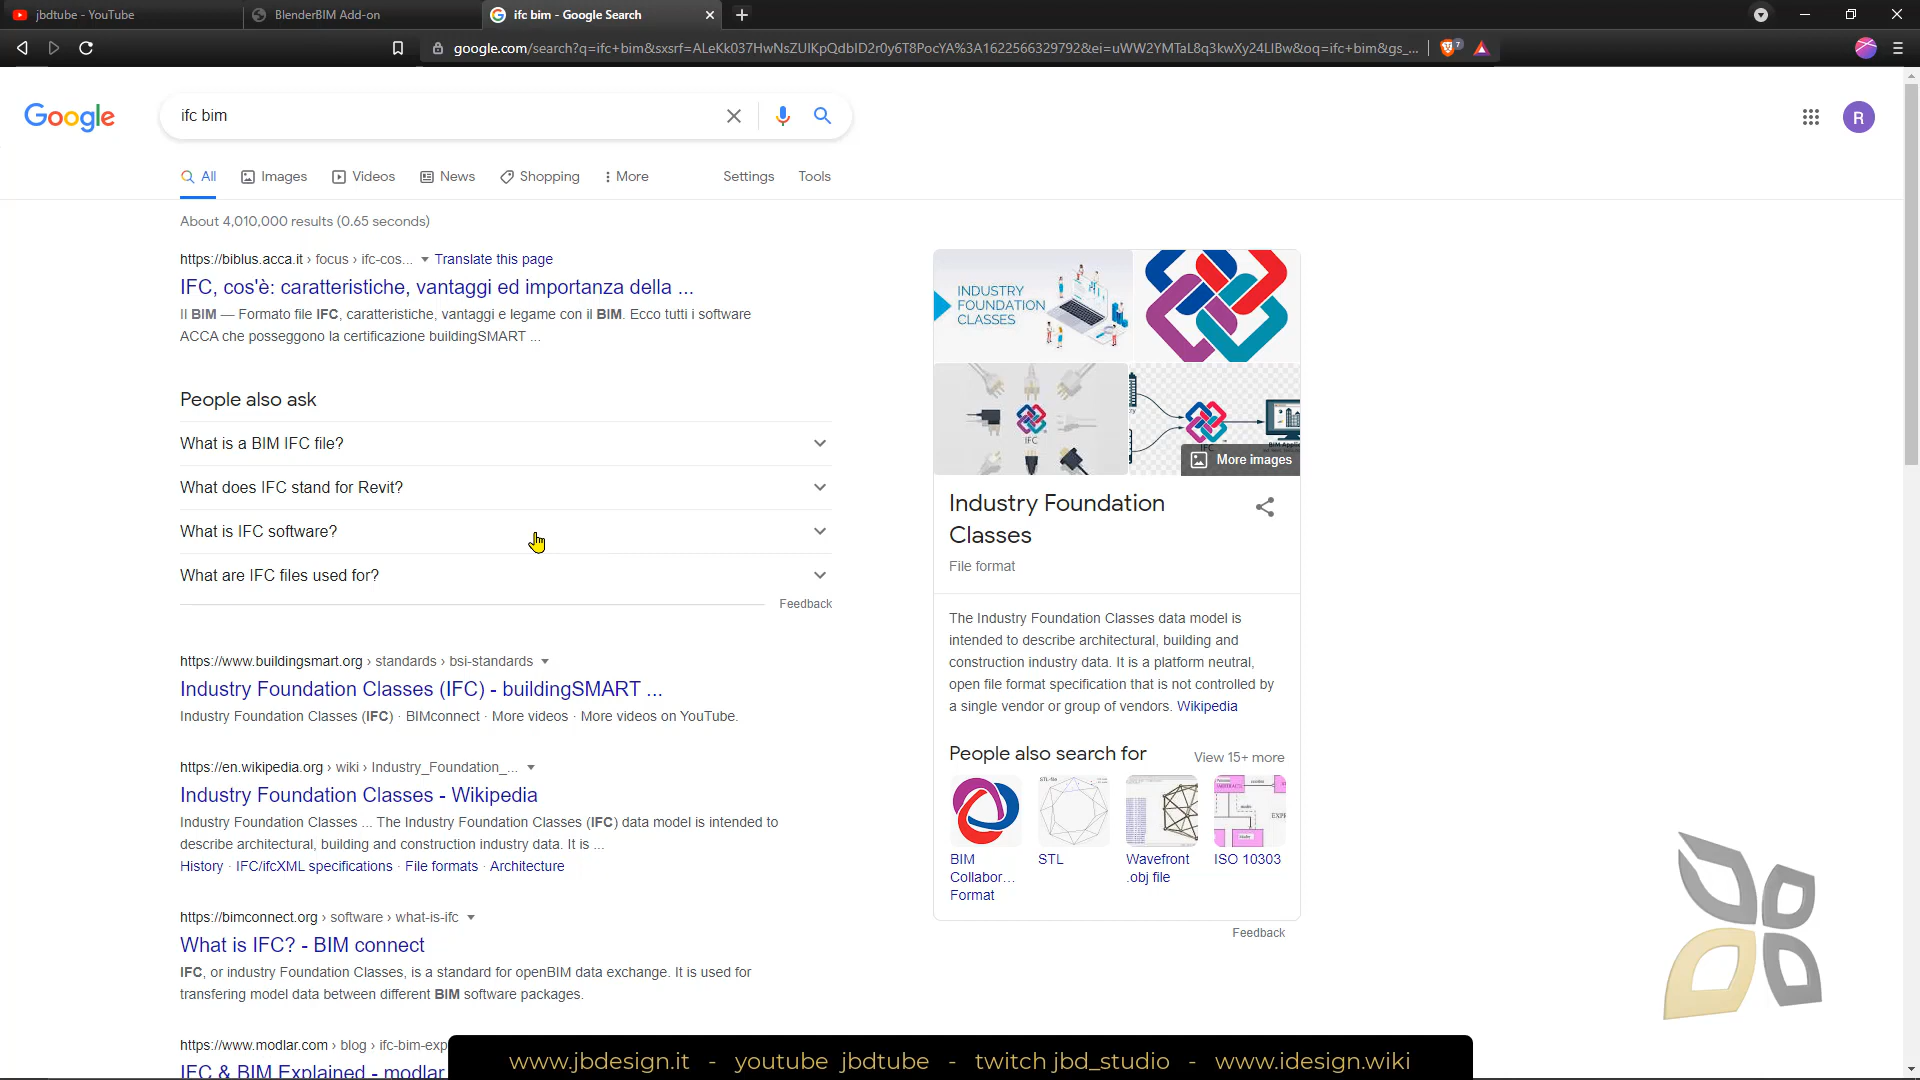 jbdtube - YouTube
BlenderBIM Add-on
ifc bim - Google Search
google.com/search?q=ifc+bim&sxsrf=ALeKk037HwNsZUIKpQdbID2r0y6T8PocYA%3A1622566329792&ei=uWW2YMTaL8q3kwXy24LIBw&oq=ifc+bim&gs_...
7
Google
ifc bim
R
All
Images
Videos
News
Shopping
More
Settings
Tools
About 4,010,000 results (0.65 seconds)
https://biblus.acca.it › focus › ifc-cos... Translate this page
IFC, cos'è: caratteristiche, vantaggi ed importanza della ...
Il BIM — Formato file IFC, caratteristiche, vantaggi e legame con il BIM. Ecco tutti i software
ACCA che posseggono la certificazione buildingSMART ...
People also ask
What is a BIM IFC file?
What does IFC stand for Revit?
What is IFC software?
What are IFC files used for?
Feedback
https://www.buildingsmart.org › standards › bsi-standards
Industry Foundation Classes (IFC) - buildingSMART ...
Industry Foundation Classes (IFC) · BIMconnect · More videos · More videos on YouTube.
https://en.wikipedia.org › wiki › Industry_Foundation_...
Industry Foundation Classes - Wikipedia
Industry Foundation Classes ... The Industry Foundation Classes (IFC) data model is intended to
describe architectural, building and construction industry data. It is ...
History · IFC/ifcXML specifications · File formats · Architecture
https://bimconnect.org › software › what-is-ifc
What is IFC? - BIM connect
IFC, or industry Foundation Classes, is a standard for openBIM data exchange. It is used for
transfering model data between different BIM software packages.
https://www.modlar.com › blog › ifc-bim-exp
IFC & BIM Explained - modlar
INDUSTRY
FOUNDATION
CLASSES
IFC
IFC
More images
Industry Foundation
Classes
File format
The Industry Foundation Classes data model is
intended to describe architectural, building and
construction industry data. It is a platform neutral,
open file format specification that is not controlled by
a single vendor or group of vendors. Wikipedia
People also search for
View 15+ more
BIM
Collabor...
Format
STL
Wavefront
.obj file
ISO 10303
Feedback
www.jbdesign.it - youtube jbdtube - twitch jbd_studio - www.idesign.wiki